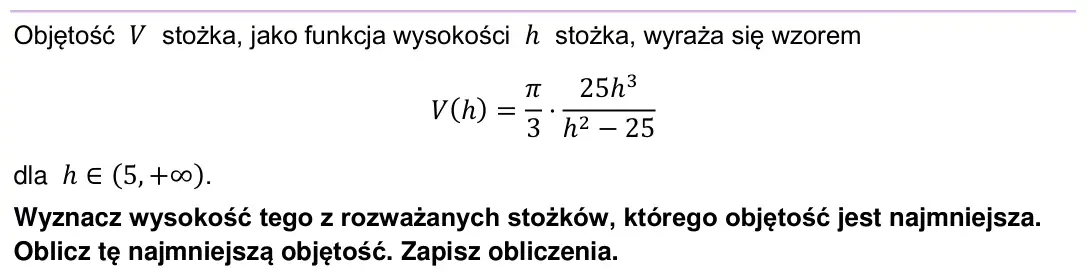 Objętość V stożka, jako funkcja wysokości h stożka, wyraża się wzorem
V(h) = π/3 · 25h³/(h² − 25)
dla h ∈ (5, +∞).
Wyznacz wysokość tego z rozważanych stożków, którego objętość jest najmniejsza.
Oblicz tę najmniejszą objętość. Zapisz obliczenia.